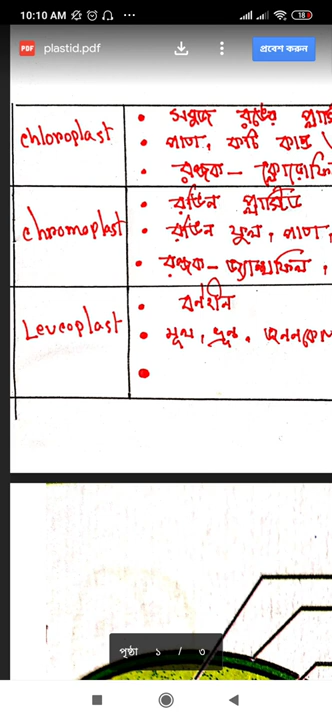 10:10 AM
18
PDF plastid.pdf
প্রবেশ করুন
chloroplast
• সবুজ রঙের
• পাতা, কচি কান্ড
• রঞ্জক - ক্লোরোফি
chromoplast
• রঙিন প্লাস্টিড
• রঙিন ফুল, পাতা,
• রঞ্জক - জ্যান্থোফিল,
Leucoplast
• বর্ণহীন
• মূল, ভ্রূণ, জননকো
•
পৃষ্ঠা ১ / ৩